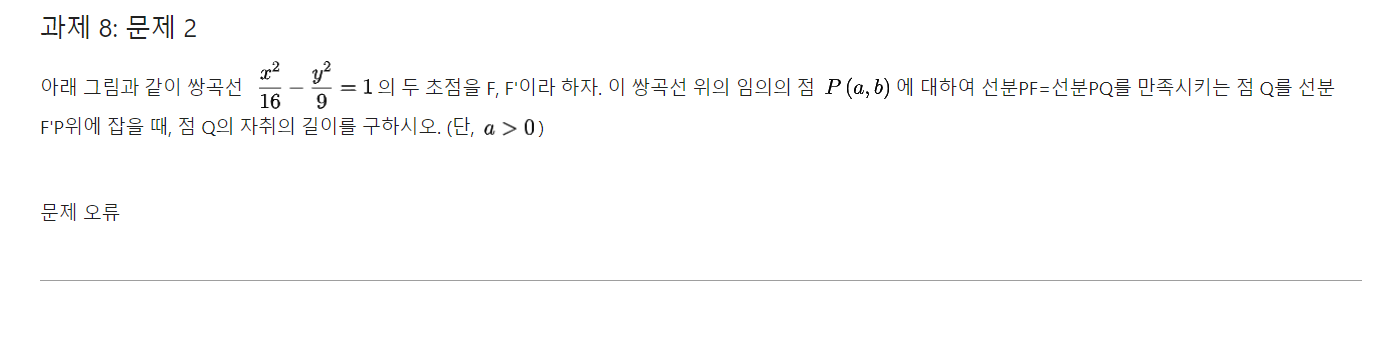 과제 8: 문제 2
아래 그림과 같이 쌍곡선 x²/16 − y²/9 = 1 의 두 초점을 F, F'이라 하자. 이 쌍곡선 위의 임의의 점 P (a, b) 에 대하여 선분PF=선분PQ를 만족시키는 점 Q를 선분
F'P위에 잡을 때, 점 Q의 자취의 길이를 구하시오. (단, a > 0)
문제 오류